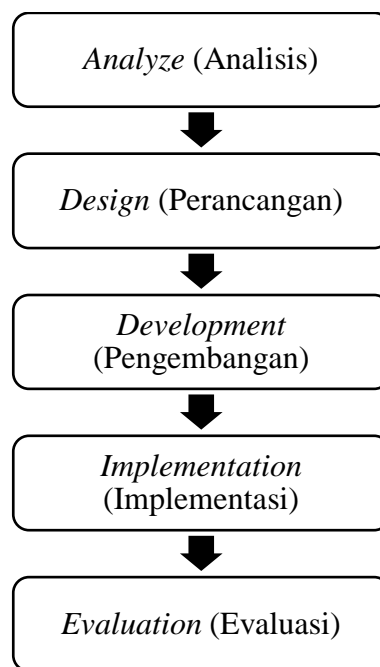 Analyze (Analisis)
Design (Perancangan)
Development
(Pengembangan)
Implementation
(Implementasi)
Evaluation (Evaluasi)